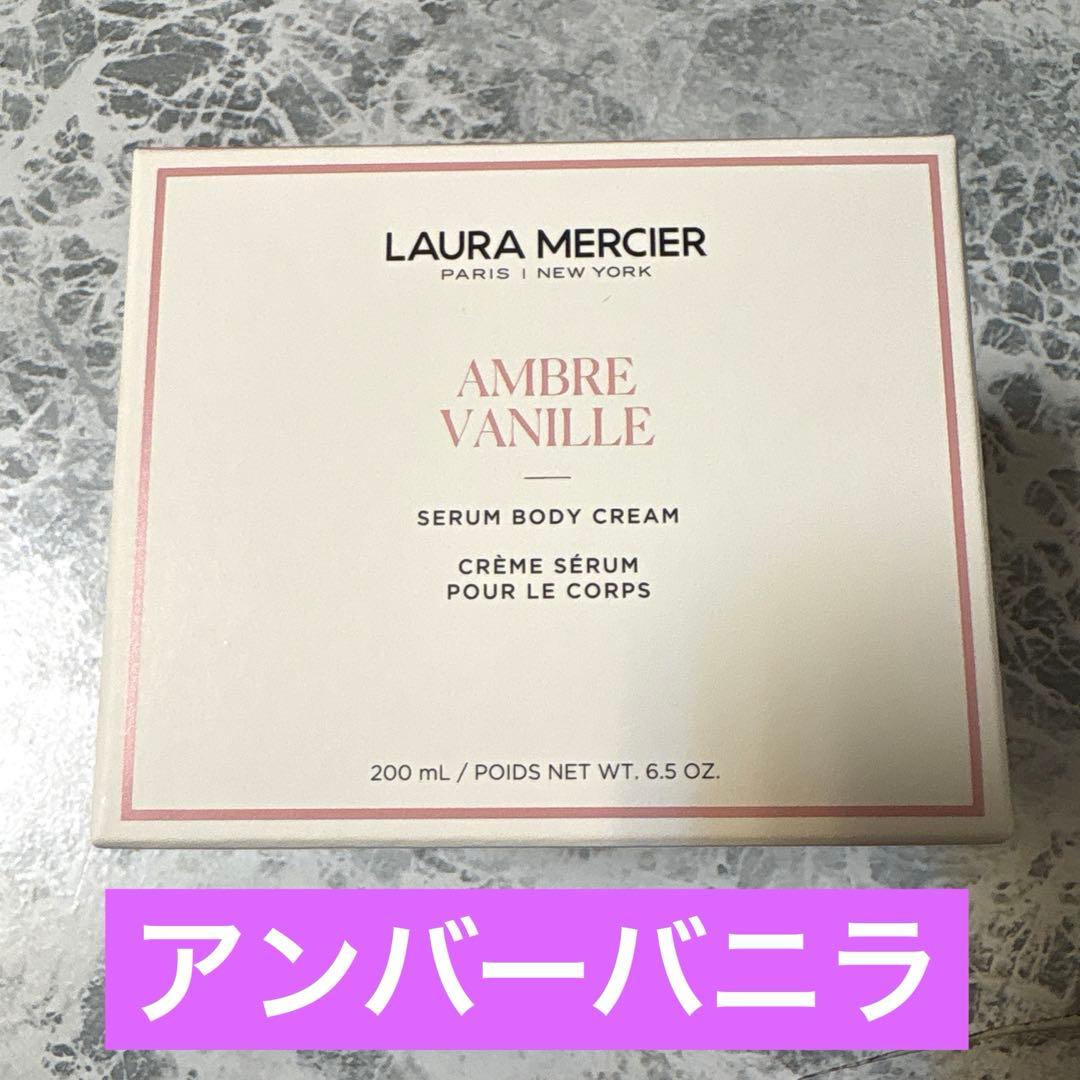 LAURA MERCIER
PARIS | NEW YORK
AMBRE
VANILLE
SERUM BODY CREAM
CRÈME SÉRUM
POUR LE CORPS
200 mL / POIDS NET WT. 6.5 OZ.
アンバーバニラ